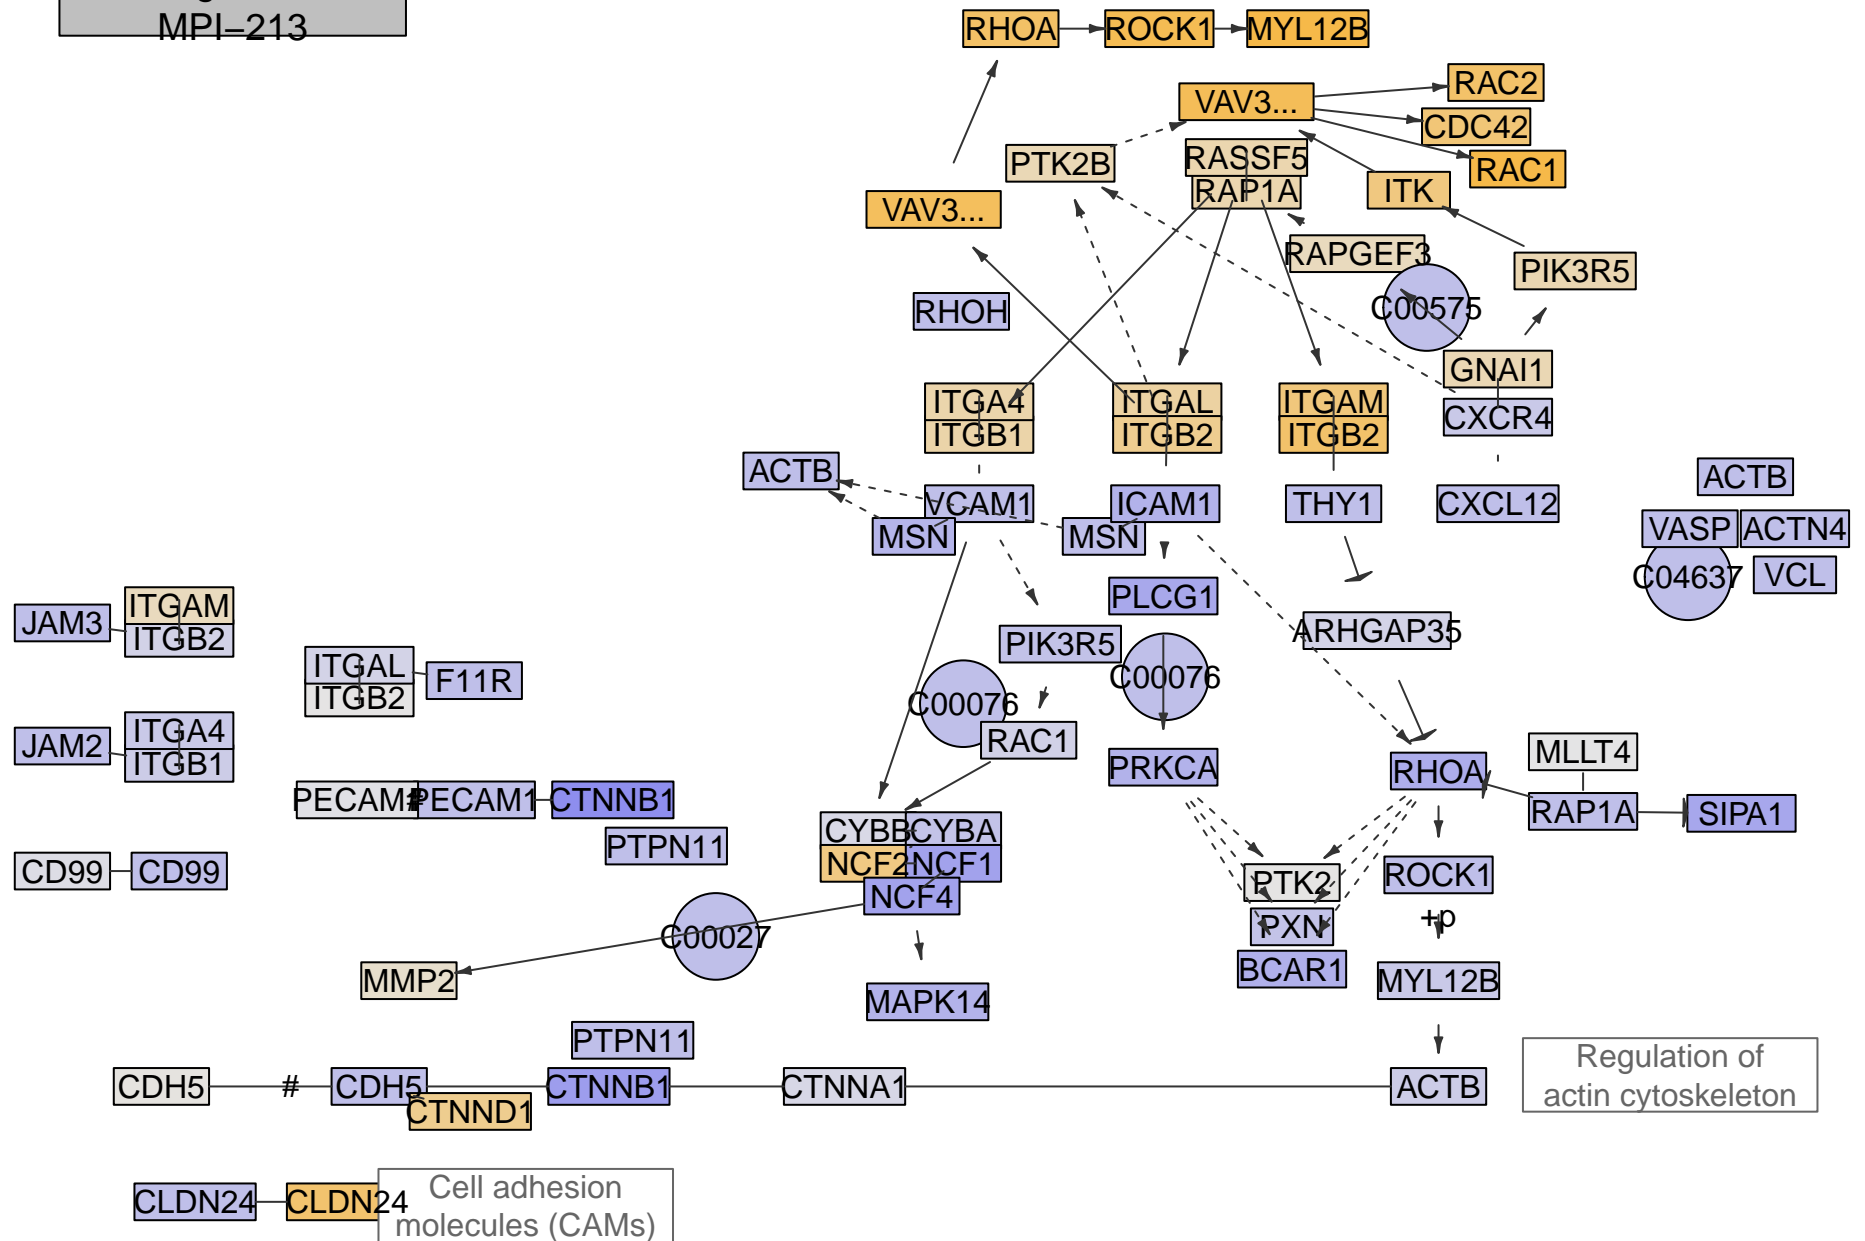 MPI−213
RHOA
ROCK1
MYL12B
RAC2
VAV3...
CDC42
PTK2B
RASSF5
RAC1
RAP1A
ITK
VAV3...
RAPGEF3
PIK3R5
RHOH
C00575
GNAI1
ITGA4
ITGAL
ITGAM
CXCR4
ITGB1
ITGB2
ITGB2
ACTB
ACTB
VCAM1
ICAM1
THY1
CXCL12
MSN
MSN
VASP
ACTN4
C04637
VCL
PLCG1
JAM3
ITGAM
ITGB2
ARHGAP35
PIK3R5
ITGAL
F11R
ITGB2
C00076
C00076
RAC1
JAM2
ITGA4
ITGB1
PRKCA
RHOA
MLLT4
PECAM1
#
PECAM1
CTNNB1
RAP1A
SIPA1
PTPN11
CYBB
CYBA
NCF2
NCF1
NCF4
CD99
CD99
PTK2
ROCK1
+p
PXN
C00027
BCAR1
MMP2
MYL12B
MAPK14
PTPN11
CDH5
#
CDH5
CTNNB1
CTNNA1
ACTB
CTNND1
Regulation of
actin cytoskeleton
CLDN24
CLDN24
Cell adhesion
molecules (CAMs)